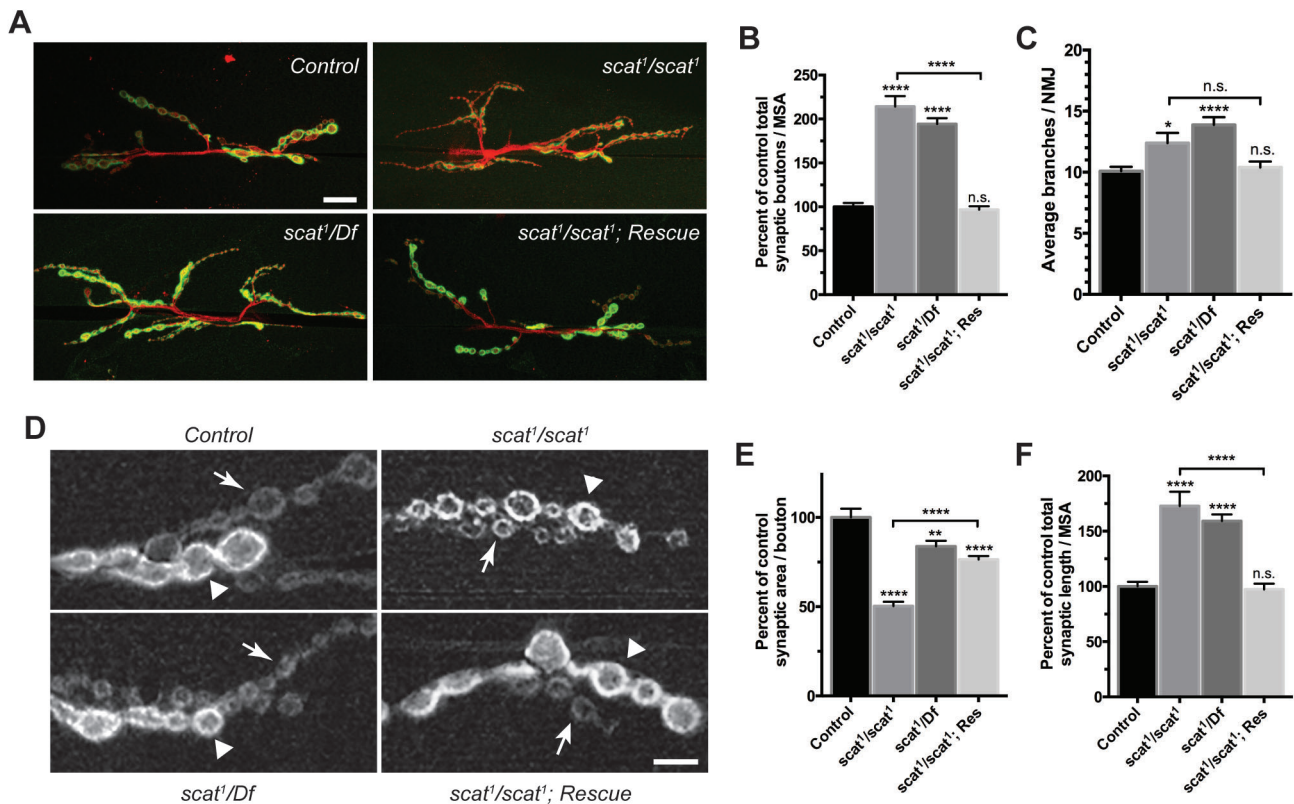 A
Control
scat¹/scat¹
scat¹/Df
scat¹/scat¹; Rescue
B
Percent of control total
synaptic boutons / MSA
250
200
150
100
50
0
****
****
****
n.s.
Control
scat¹/scat¹
scat¹/Df
scat¹/scat¹; Res
C
Average branches / NMJ
20
15
10
5
0
n.s.
*
****
n.s.
Control
scat¹/scat¹
scat¹/Df
scat¹/scat¹; Res
D
Control
scat¹/scat¹
scat¹/Df
scat¹/scat¹; Rescue
E
Percent of control
synaptic area / bouton
100
50
0
****
****
**
****
Control
scat¹/scat¹
scat¹/Df
scat¹/scat¹; Res
F
Percent of control total
synaptic length / MSA
200
150
100
50
0
****
****
****
n.s.
Control
scat¹/scat¹
scat¹/Df
scat¹/scat¹; Res